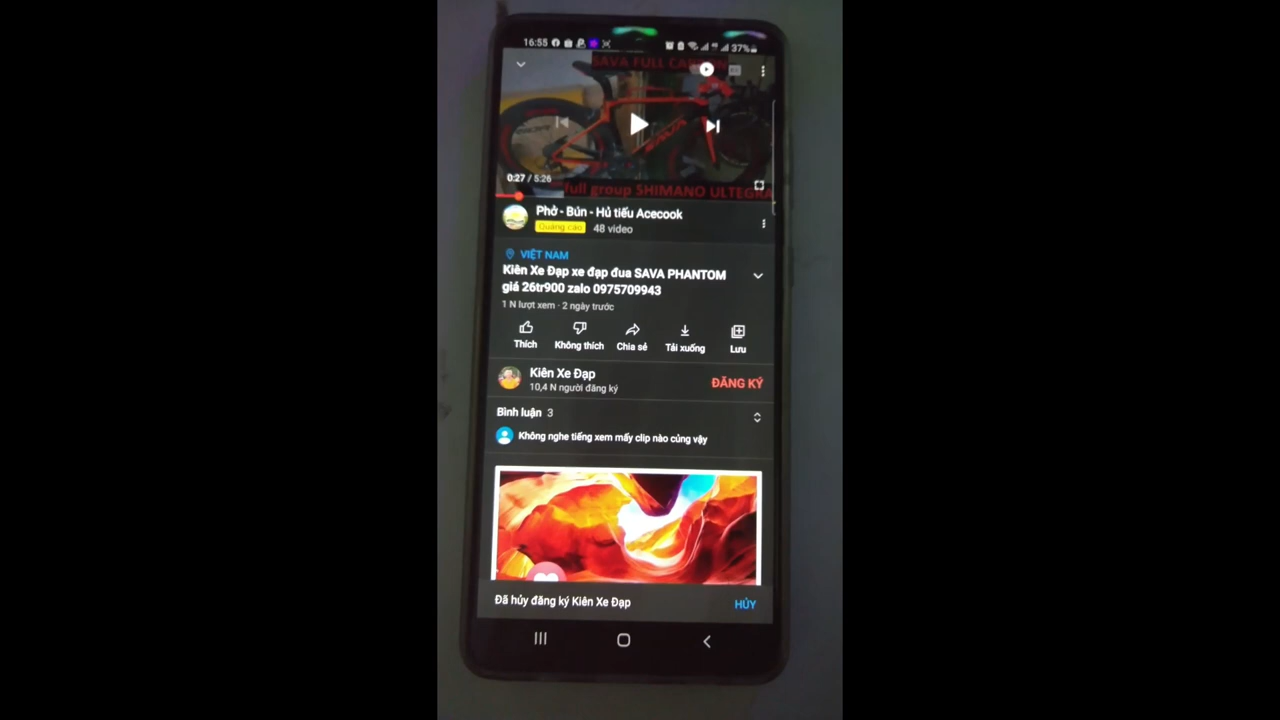 16:55
37%
SAVA FULL CARBON
SAVA
0:27 / 5:26
full group SHIMANO ULTEGRA
Phở - Bún - Hủ tiếu Acecook
Quảng cáo
48 video
VIỆT NAM
Kiên Xe Đạp xe đạp đua SAVA PHANTOM
giá 26tr900 zalo 0975709943
1 N lượt xem · 2 ngày trước
Thích
Không thích
Chia sẻ
Tải xuống
Lưu
Kiên Xe Đạp
10,4 N người đăng ký
ĐĂNG KÝ
Bình luận 3
Không nghe tiếng xem mấy clip nào củng vậy
Đã hủy đăng ký Kiên Xe Đạp
HỦY